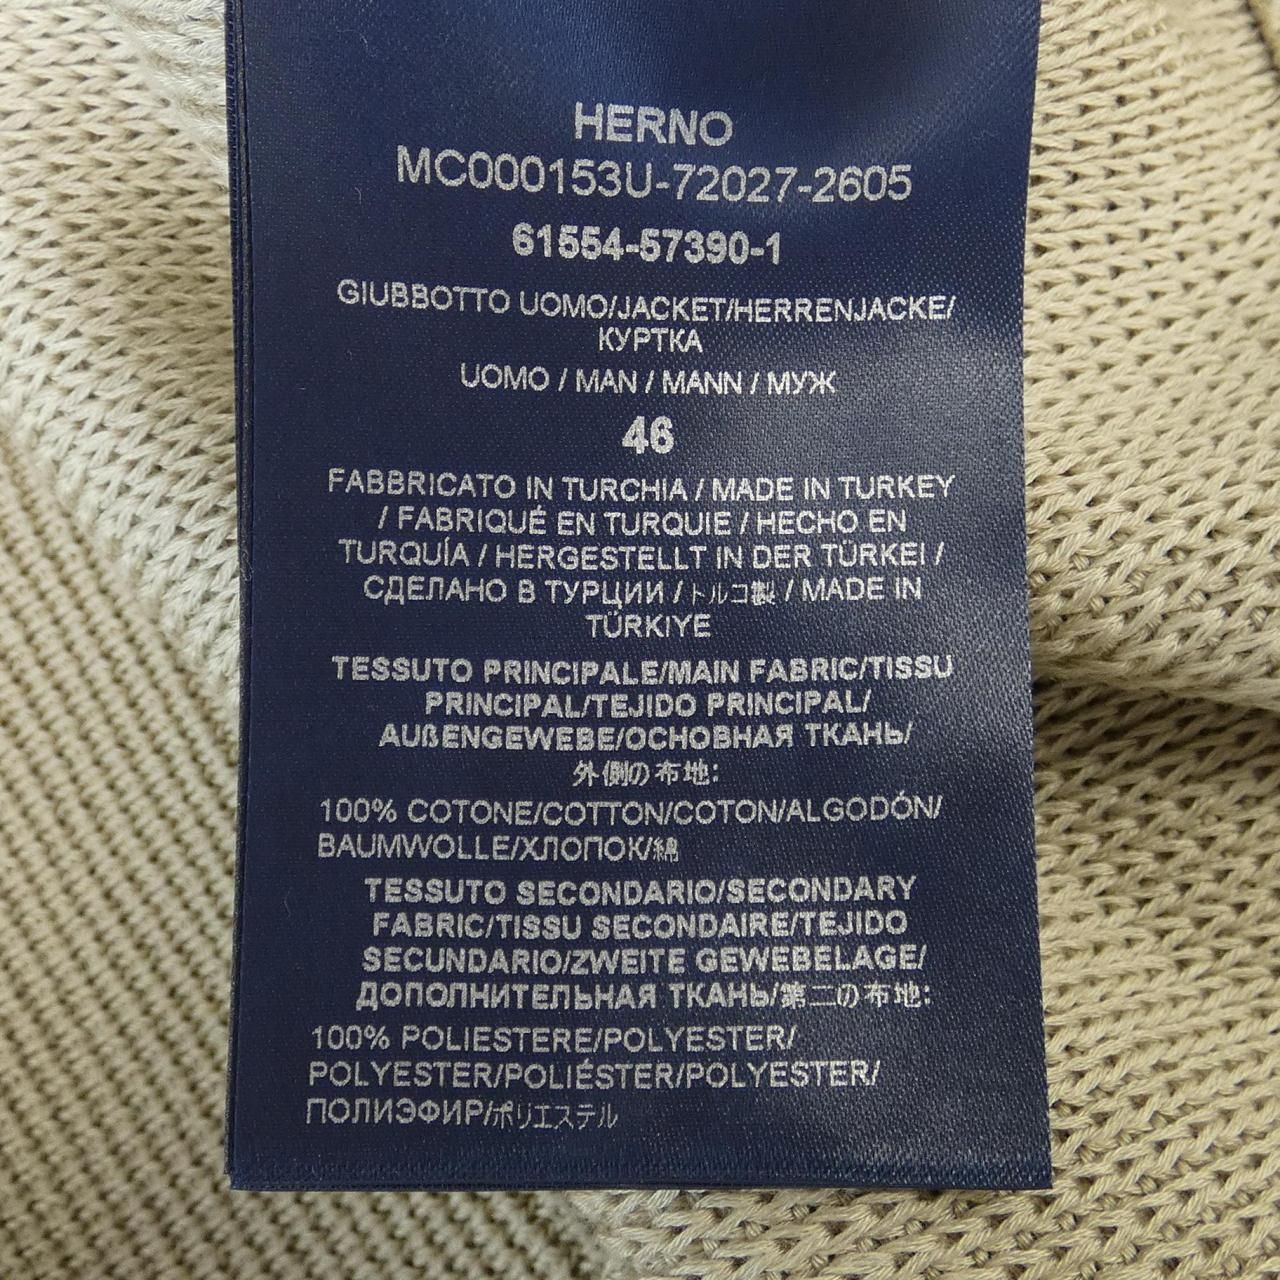 HERNO
MC000153U-72027-2605
61554-57390-1
GIUBBOTTO UOMO/JACKET/HERRENJACKE/
КУРТКА
UOMO / MAN / MANN / МУЖ
46
FABBRICATO IN TURCHIA / MADE IN TURKEY
/ FABRIQUÉ EN TURQUIE / HECHO EN
TURQUÍA / HERGESTELLT IN DER TÜRKEI /
СДЕЛАНО В ТУРЦИИ / トルコ製 / MADE IN
TÜRKIYE
TESSUTO PRINCIPALE/MAIN FABRIC/TISSU
PRINCIPAL/TEJIDO PRINCIPAL/
AUßENGEWEBE/ОСНОВНАЯ ТКАНЬ/
外側の布地:
100% COTONE/COTTON/COTON/ALGODÓN/
BAUMWOLLE/ХЛОПОК/綿
TESSUTO SECONDARIO/SECONDARY
FABRIC/TISSU SECONDAIRE/TEJIDO
SECUNDARIO/ZWEITE GEWEBELAGE/
ДОПОЛНИТЕЛЬНАЯ ТКАНЬ/第二の布地:
100% POLIESTERE/POLYESTER/
POLYESTER/POLIÉSTER/POLYESTER/
ПОЛИЭФИР/ポリエステル